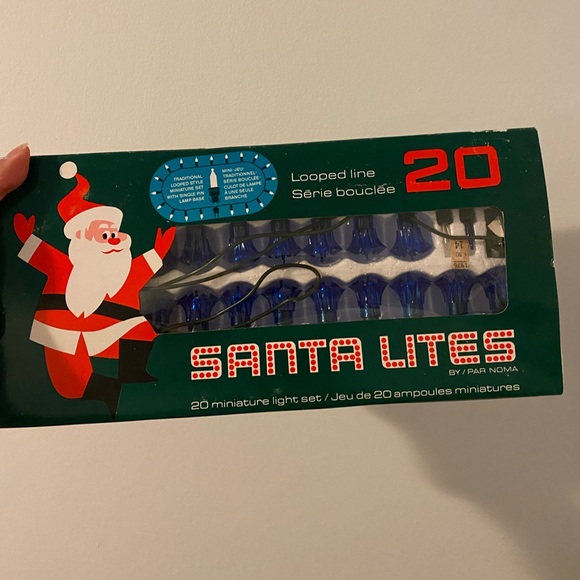 TRADITIONAL
LOOPED STYLE
MINIATURE SET
WITH SINGLE PIN
LAMP BASE
MINI-JEU
TRADITIONNEL
SÉRIE BOUCLÉE:
CULOT DE LAMPE
À UNE SEULE
BRANCHE
Looped line
Série bouclée
20
SANTA LITES
BY / PAR NOMA
20 miniature light set / Jeu de 20 ampoules miniatures